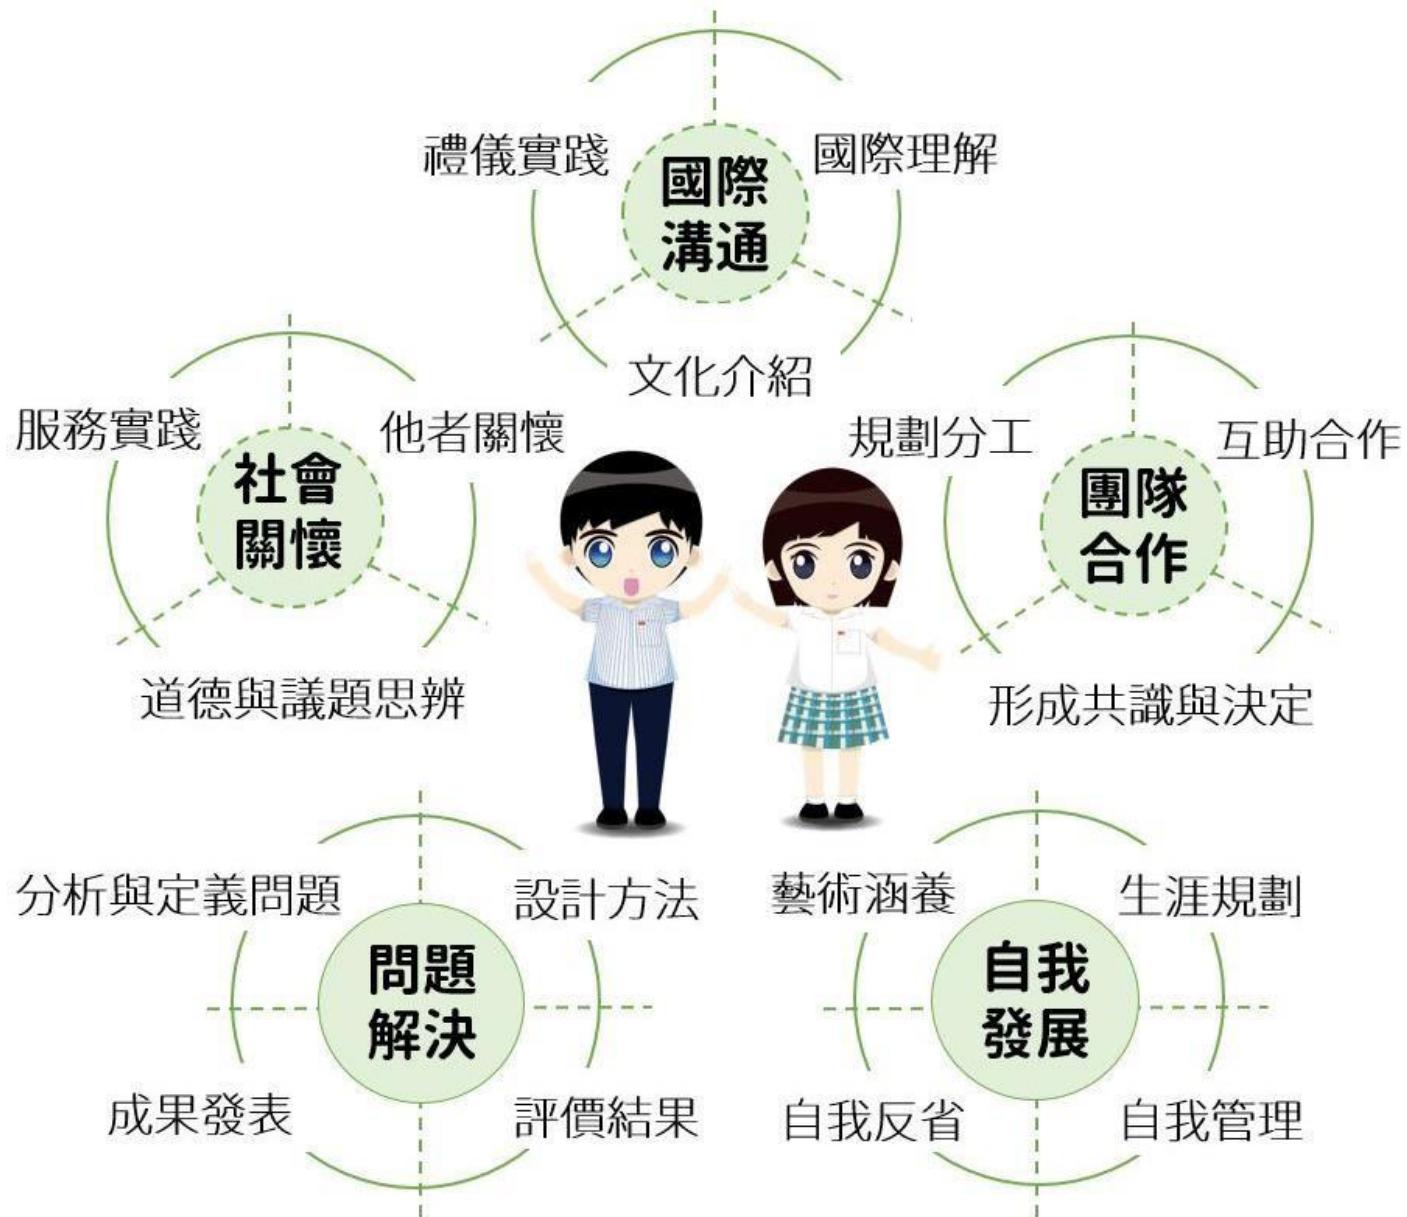 禮儀實踐
國際理解
國際
溝通
文化介紹
服務實踐
他者關懷
社會
關懷
道德與議題思辨
規劃分工
互助合作
團隊
合作
形成共識與決定
分析與定義問題
設計方法
問題
解決
成果發表
評價結果
藝術涵養
生涯規劃
自我
發展
自我反省
自我管理